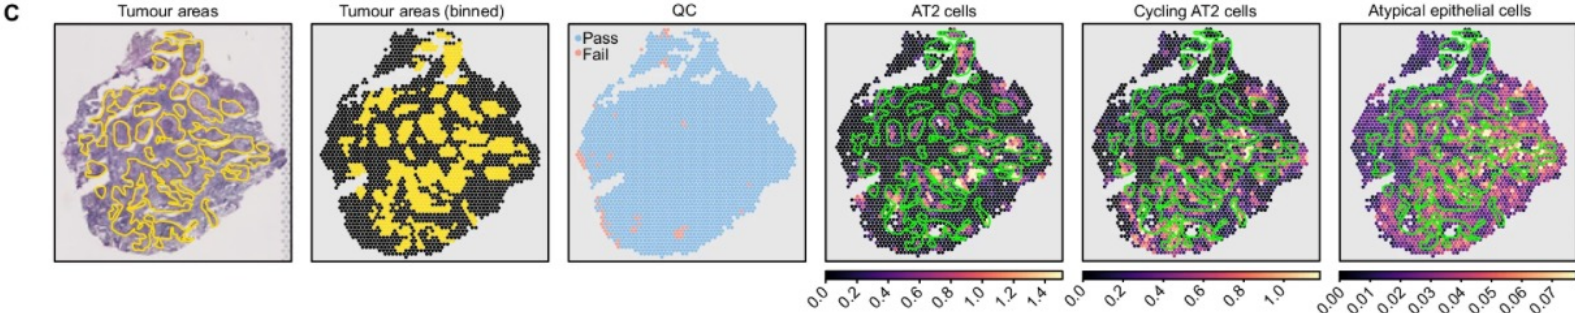 C
Tumour areas
Tumour areas (binned)
QC
AT2 cells
Cycling AT2 cells
Atypical epithelial cells
Pass
Fail
0.0 0.2 0.4 0.6 0.8 1.0 1.2 1.4
0.0 0.2 0.4 0.6 0.8 1.0
0.00 0.01 0.02 0.03 0.04 0.05 0.06 0.07